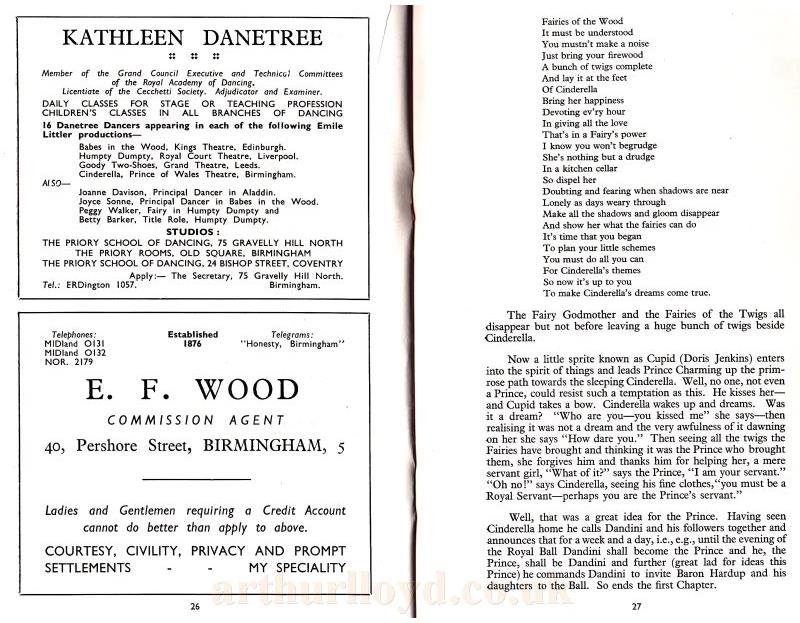 KATHLEEN DANETREE
Member of the Grand Council Executive and Technical Committees
of the Royal Academy of Dancing.
Licentiate of the Cecchetti Society. Adjudicator and Examiner.
DAILY CLASSES FOR STAGE OR TEACHING PROFESSION
CHILDREN'S CLASSES IN ALL BRANCHES OF DANCING
16 Danetree Dancers appearing in each of the following Emile
Littler productions—
Babes in the Wood, Kings Theatre, Edinburgh.
Humpty Dumpty, Royal Court Theatre, Liverpool.
Goody Two-Shoes, Grand Theatre, Leeds.
Cinderella, Prince of Wales Theatre, Birmingham.
ALSO—
Joanne Davison, Principal Dancer in Aladdin.
Joyce Sonne, Principal Dancer in Babes in the Wood.
Peggy Walker, Fairy in Humpty Dumpty and
Betty Barker, Title Role, Humpty Dumpty.
STUDIOS :
THE PRIORY SCHOOL OF DANCING, 75 GRAVELLY HILL NORTH
THE PRIORY ROOMS, OLD SQUARE, BIRMINGHAM
THE PRIORY SCHOOL OF DANCING, 24 BISHOP STREET, COVENTRY
Apply:— The Secretary, 75 Gravelly Hill North.
Tel.: ERDington 1057. Birmingham.
Telephones: Established Telegrams:
MIDland 0131 1876 "Honesty, Birmingham"
MIDland 0132
NOR. 2179
E. F. WOOD
COMMISSION AGENT
40, Pershore Street, BIRMINGHAM, 5
Ladies and Gentlemen requiring a Credit Account
cannot do better than apply to above.
COURTESY, CIVILITY, PRIVACY AND PROMPT
SETTLEMENTS - - MY SPECIALITY
26
Fairies of the Wood
It must be understood
You mustn't make a noise
Just bring your firewood
A bunch of twigs complete
And lay it at the feet
Of Cinderella
Bring her happiness
Devoting ev'ry hour
In giving all the love
That's in a Fairy's power
I know you won't begrudge
She's nothing but a drudge
In a kitchen cellar
So dispel her
Doubting and fearing when shadows are near
Lonely as days weary through
Make all the shadows and gloom disappear
And show her what the fairies can do
It's time that you began
To plan your little schemes
You must do all you can
For Cinderella's themes
So now it's up to you
To make Cinderella's dreams come true.
The Fairy Godmother and the Fairies of the Twigs all
disappear but not before leaving a huge bunch of twigs beside
Cinderella.
Now a little sprite known as Cupid (Doris Jenkins) enters
into the spirit of things and leads Prince Charming up the prim-
rose path towards the sleeping Cinderella. Well, no one, not even
a Prince, could resist such a temptation as this. He kisses her—
and Cupid takes a bow. Cinderella wakes up and dreams. Was
it a dream? "Who are you—you kissed me" she says—then
realising it was not a dream and the very awfulness of it dawning
on her she says "How dare you." Then seeing all the twigs the
Fairies have brought and thinking it was the Prince who brought
them, she forgives him and thanks him for helping her, a mere
servant girl, "What of it?" says the Prince, "I am your servant."
"Oh no!" says Cinderella, seeing his fine clothes,"you must be a
Royal Servant—perhaps you are the Prince's servant."
Well, that was a great idea for the Prince. Having seen
Cinderella home he calls Dandini and his followers together and
announces that for a week and a day, i.e., e.g., until the evening of
the Royal Ball Dandini shall become the Prince and he, the
Prince, shall be Dandini and further (great lad for ideas this
Prince) he commands Dandini to invite Baron Hardup and his
daughters to the Ball. So ends the first Chapter.
27
arthurlloyd.co.uk